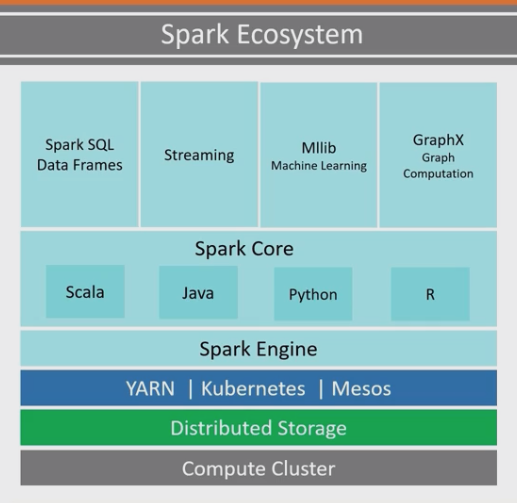 Spark Ecosystem
Spark SQL
Data Frames
Streaming
Mllib
Machine Learning
GraphX
Graph
Computation
Spark Core
Scala
Java
Python
R
Spark Engine
YARN | Kubernetes | Mesos
Distributed Storage
Compute Cluster